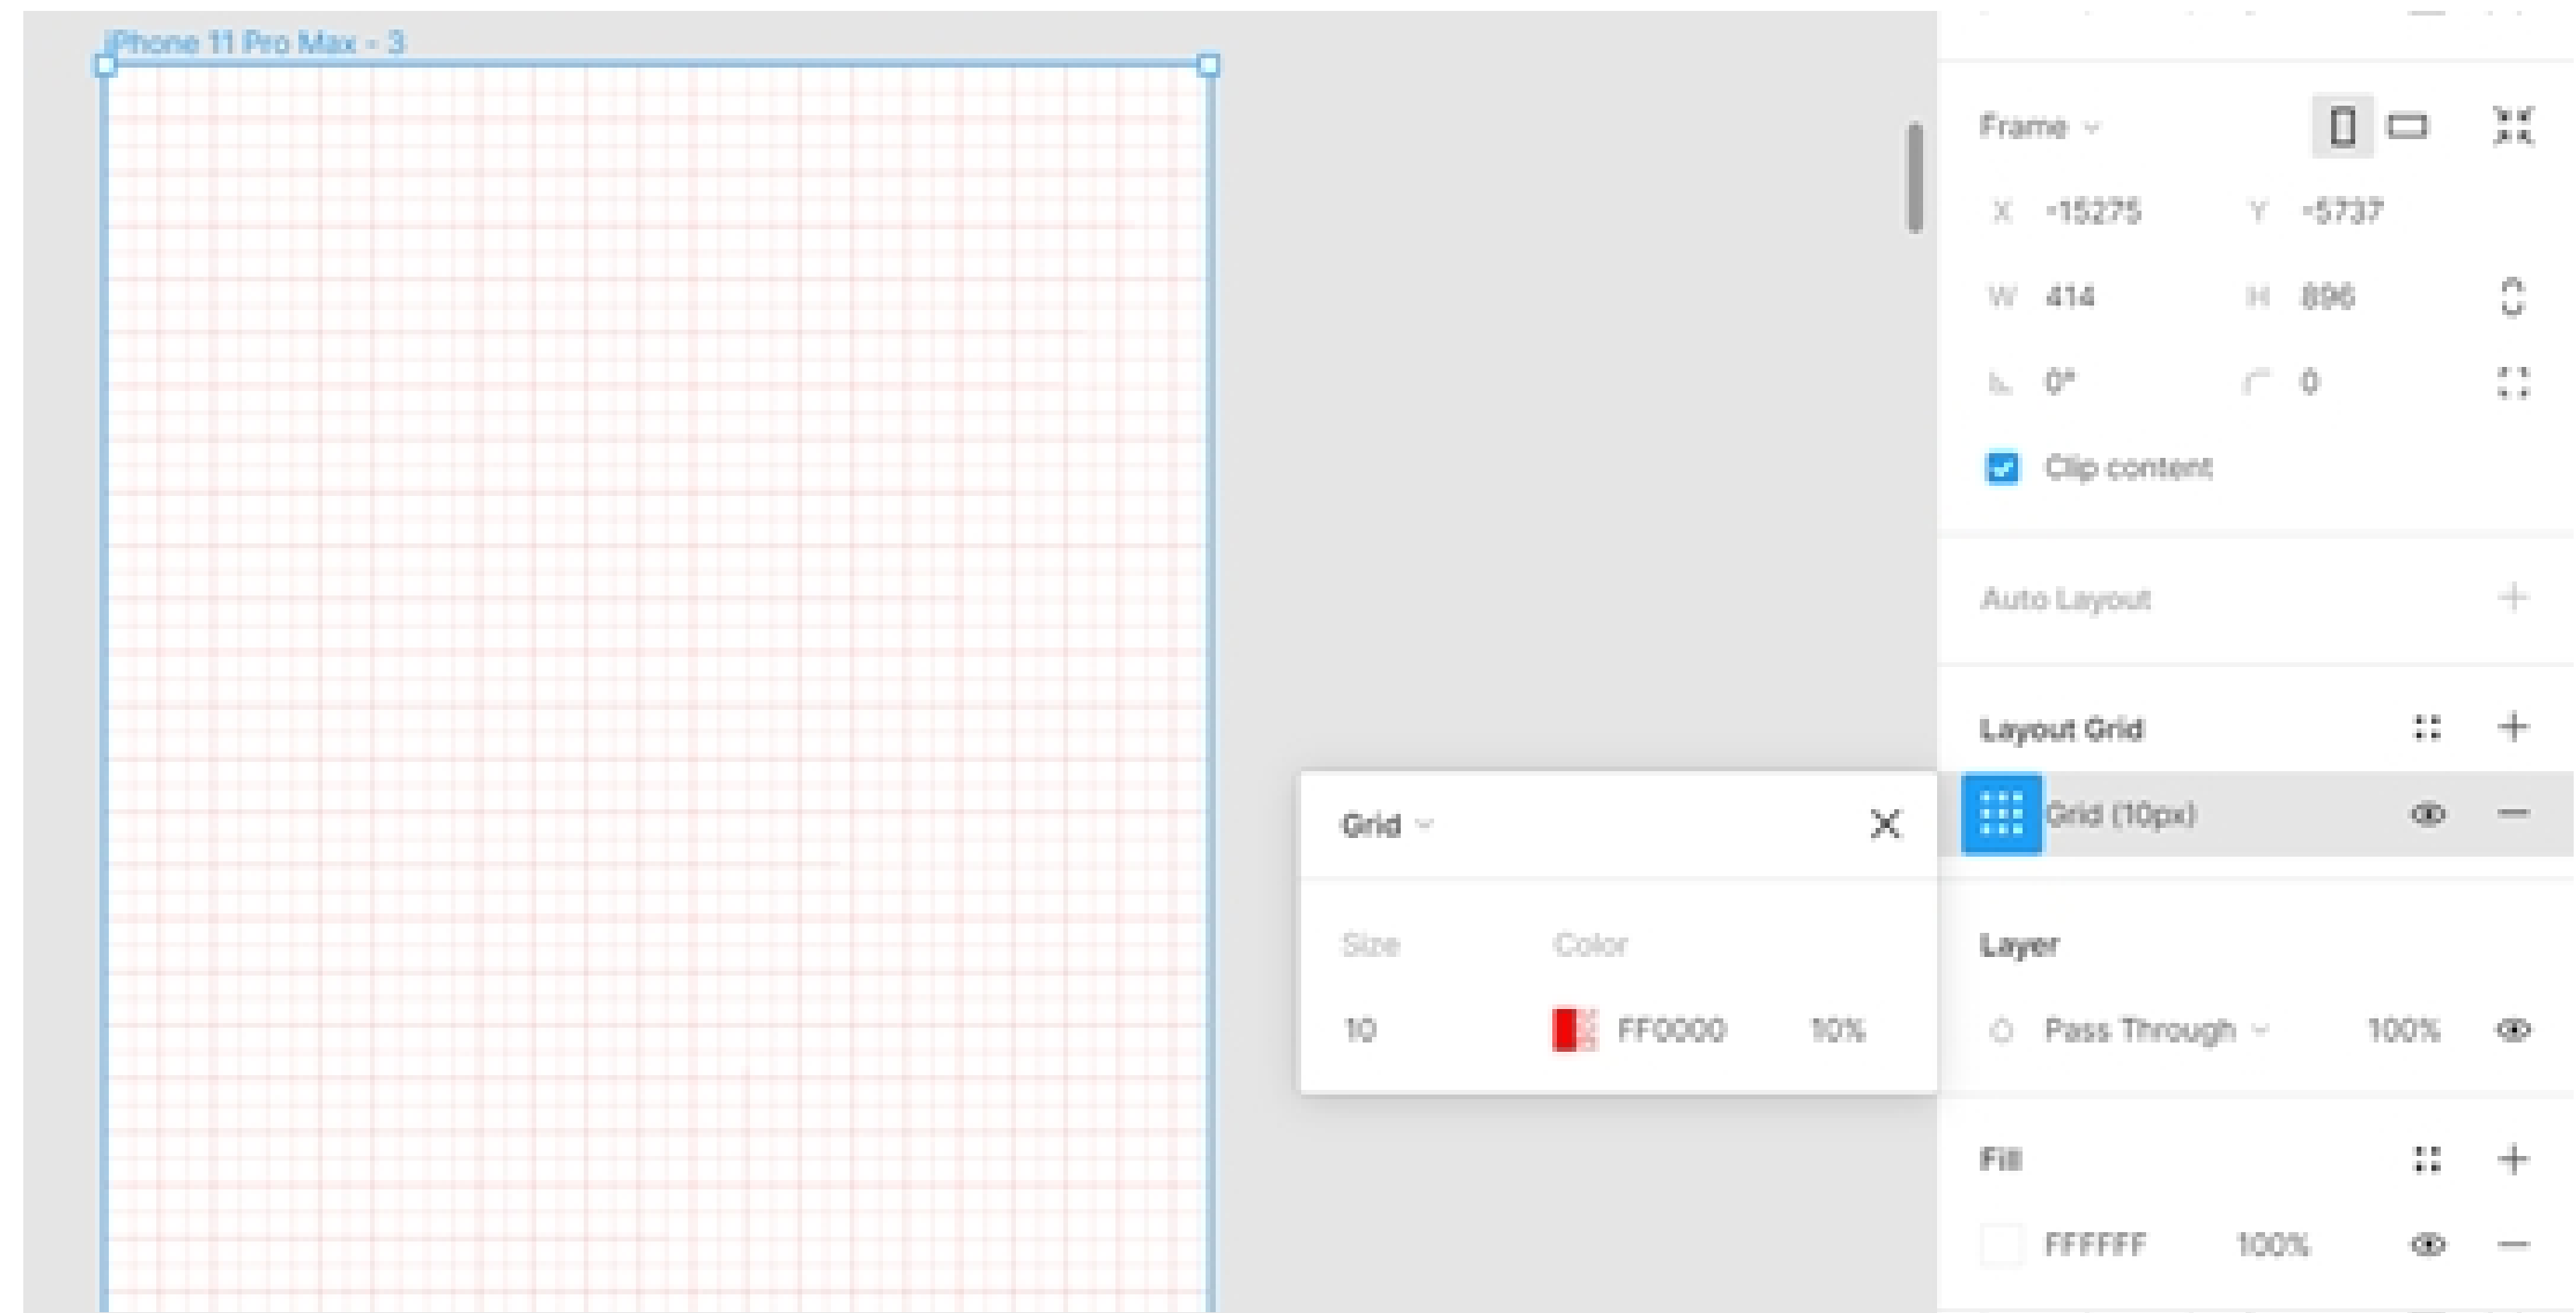 iPhone 11 Pro Max - 3
Frame
X -15275 Y -5737
W 414 H 896
0° 0
Clip content
Auto Layout
Layout Grid
Grid (10px)
Grid
Size Color
10 FF0000 10%
Layer
Pass Through 100%
Fill
FFFFFF 100%